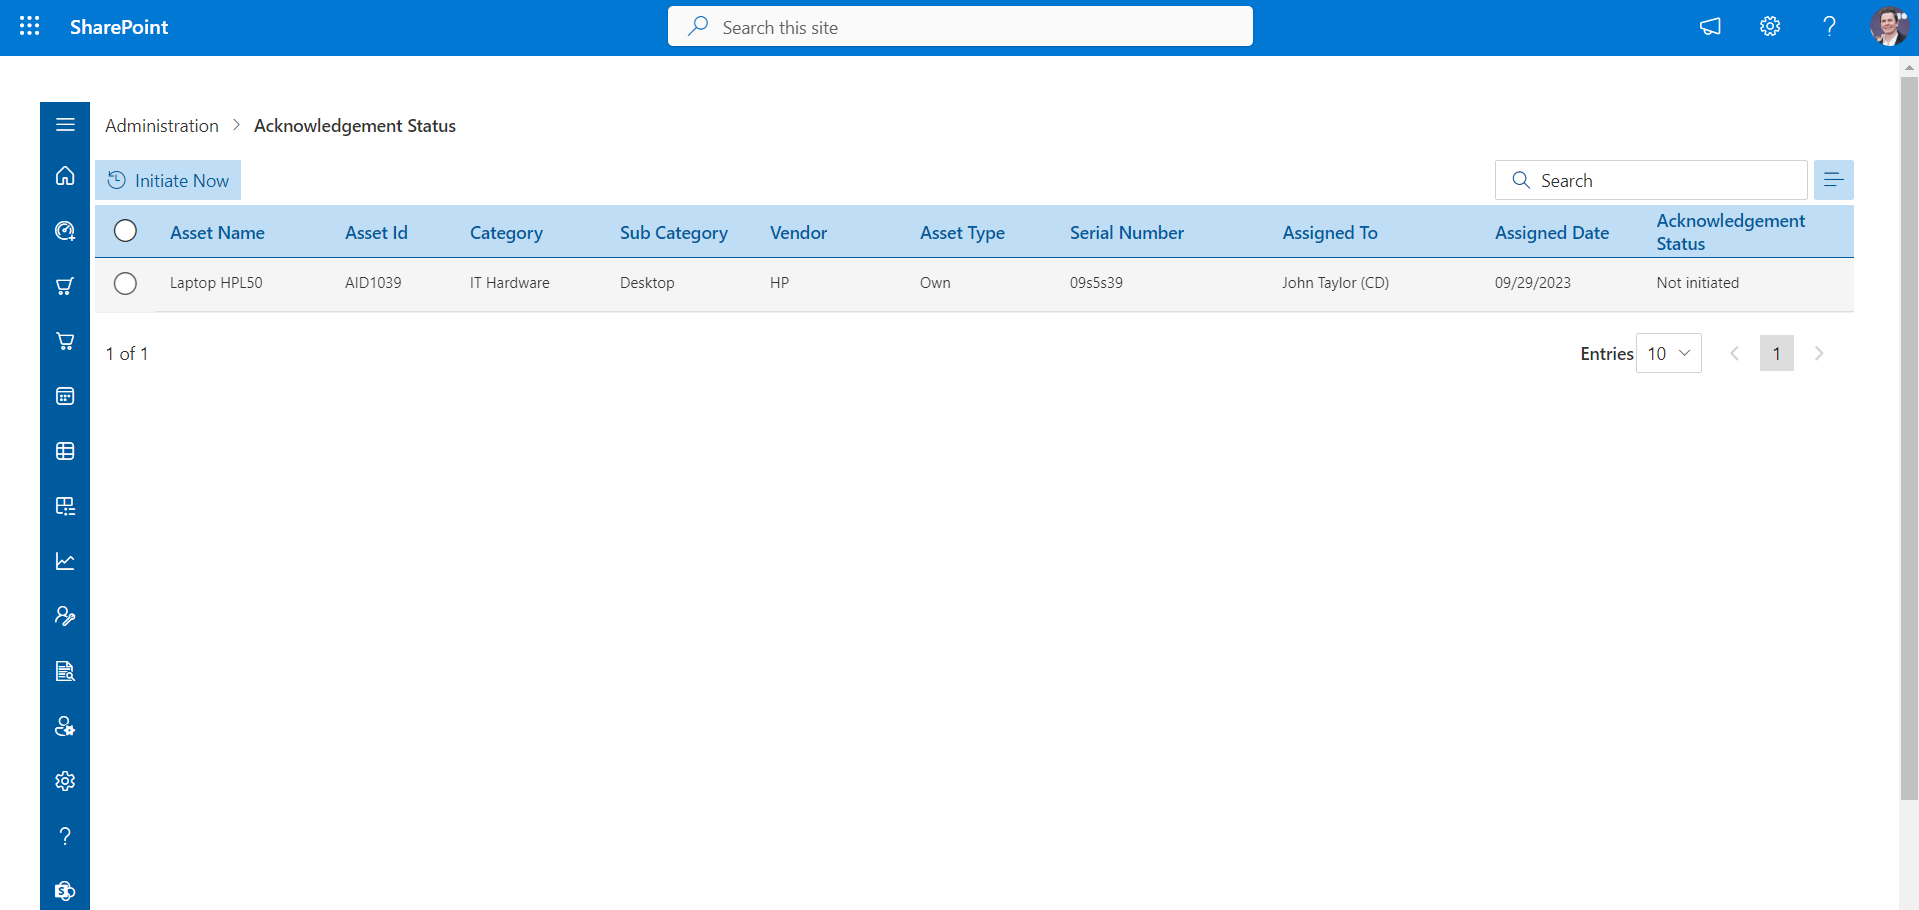 SharePoint
Search this site
Administration > Acknowledgement Status
Initiate Now
Search
Asset Name Asset Id Category Sub Category Vendor Asset Type Serial Number Assigned To Assigned Date Acknowledgement Status
Laptop HPL50 AID1039 IT Hardware Desktop HP Own 09s5s39 John Taylor (CD) 09/29/2023 Not initiated
1 of 1
Entries 10 1